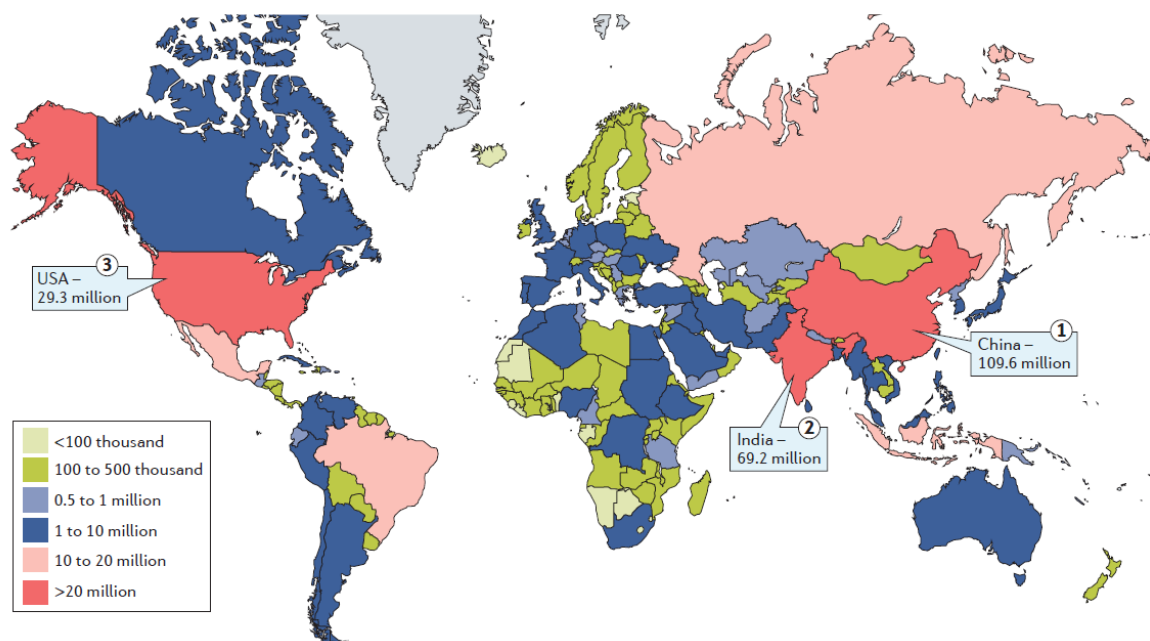 3
USA –
29.3 million
1
China –
109.6 million
2
India –
69.2 million
<100 thousand
100 to 500 thousand
0.5 to 1 million
1 to 10 million
10 to 20 million
>20 million